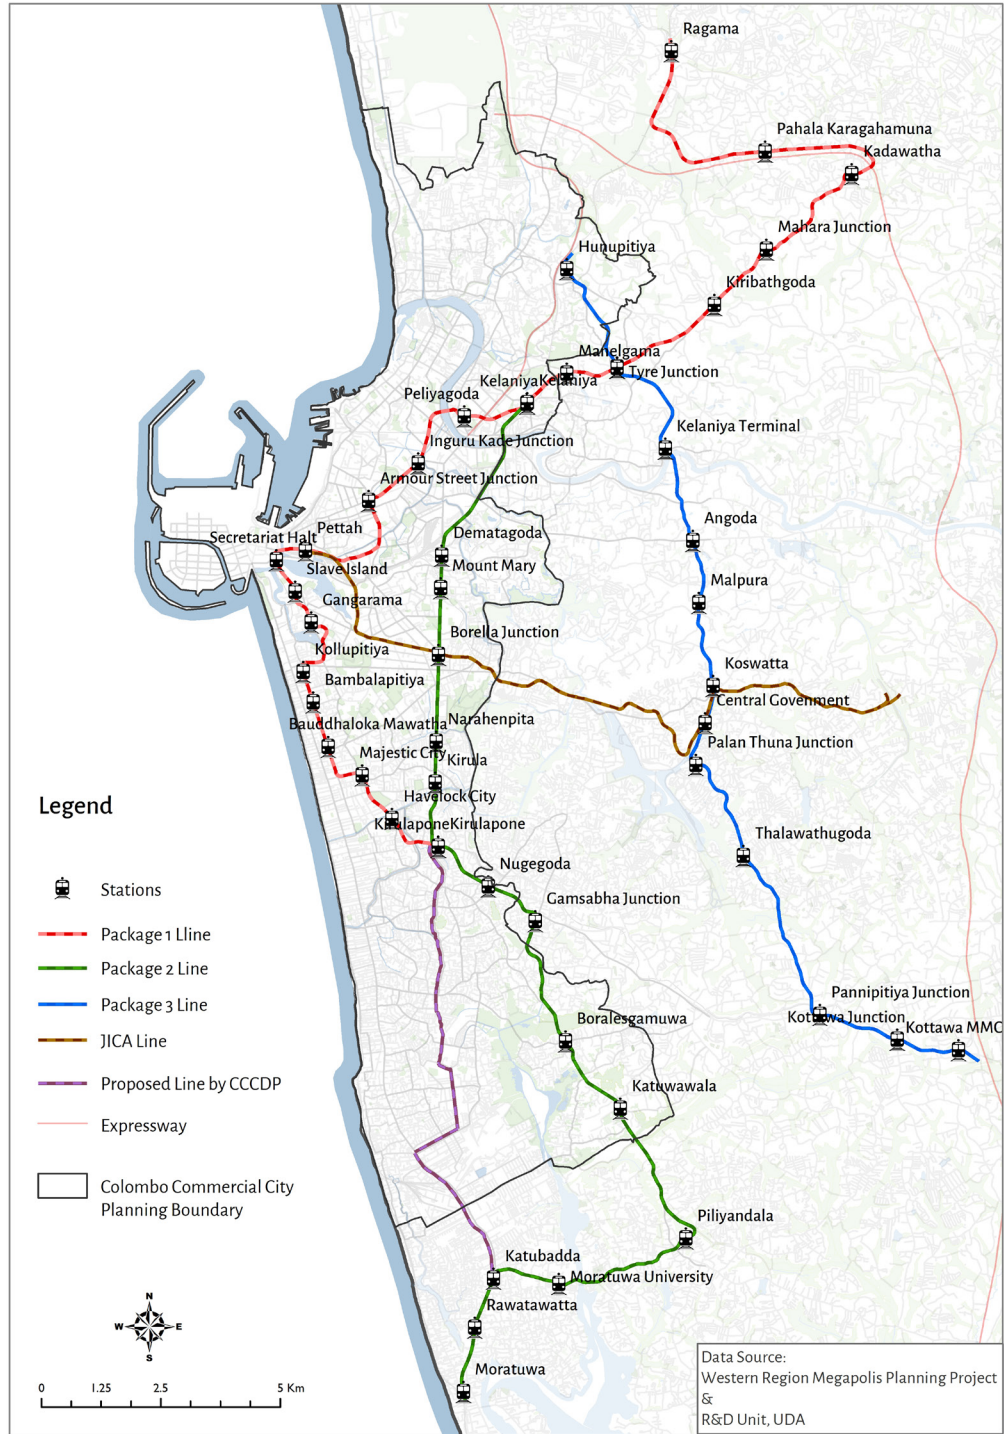 Ragama
Pahala Karagahamuna
Kadawatha
Mahara Junction
Hunupitiya
Kiribathgoda
Manelgama
Tyre Junction
KelaniyaKelaniya
Peliyagoda
Kelaniya Terminal
Inguru Kade Junction
Armour Street Junction
Angoda
Pettah
Dematagoda
Secretariat Halt
Mount Mary
Slave Island
Malpura
Gangarama
Borella Junction
Kollupitiya
Koswatta
Bambalapitiya
Central Govenment
Bauddhaloka Mawatha
Narahenpita
Palan Thuna Junction
Majestic City
Kirula
Havelock City
KirulaponeKirulapone
Thalawathugoda
Nugegoda
Gamsabha Junction
Pannipitiya Junction
Kottawa Junction
Kottawa MMC
Boralesgamuwa
Katuwawala
Piliyandala
Katubadda
Moratuwa University
Rawatawatta
Moratuwa
Legend
Stations
Package 1 Lline
Package 2 Line
Package 3 Line
JICA Line
Proposed Line by CCCDP
Expressway
Colombo Commercial City
Planning Boundary
N
W E
S
0 1.25 2.5 5 Km
Data Source:
Western Region Megapolis Planning Project
&
R&D Unit, UDA